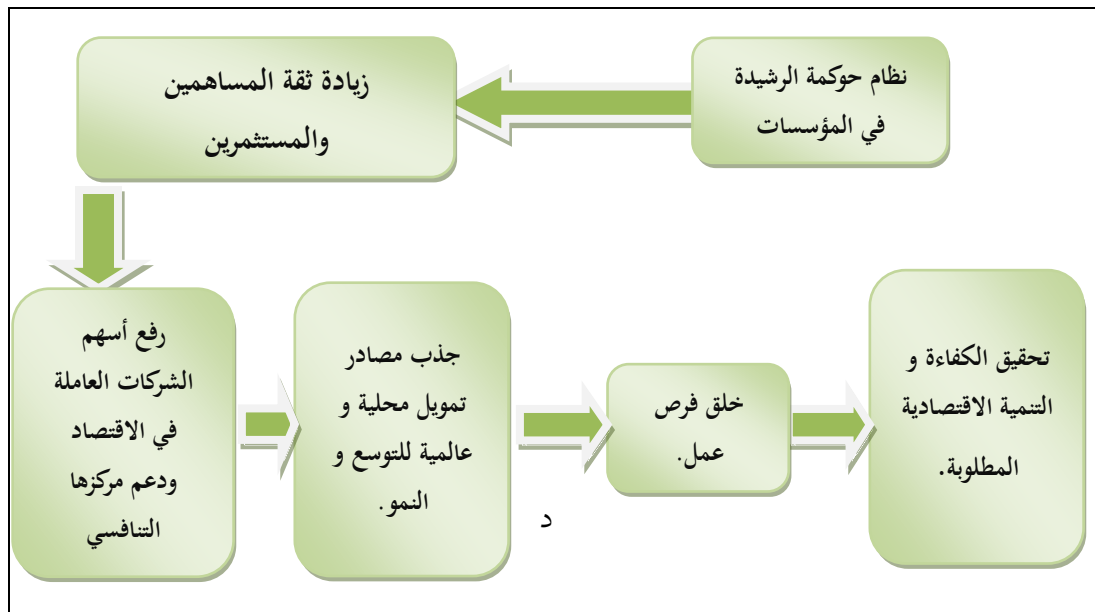 نظام حوكمة الرشيدة
في المؤسسات
زيادة ثقة المساهمين
والمستثمرين
رفع أسهم
الشركات العاملة
في الاقتصاد
ودعم مركزها
التنافسي
جذب مصادر
تمويل محلية و
عالمية للتوسع و
النمو.
خلق فرص
عمل.
تحقيق الكفاءة و
التنمية الاقتصادية
المطلوبة.
د